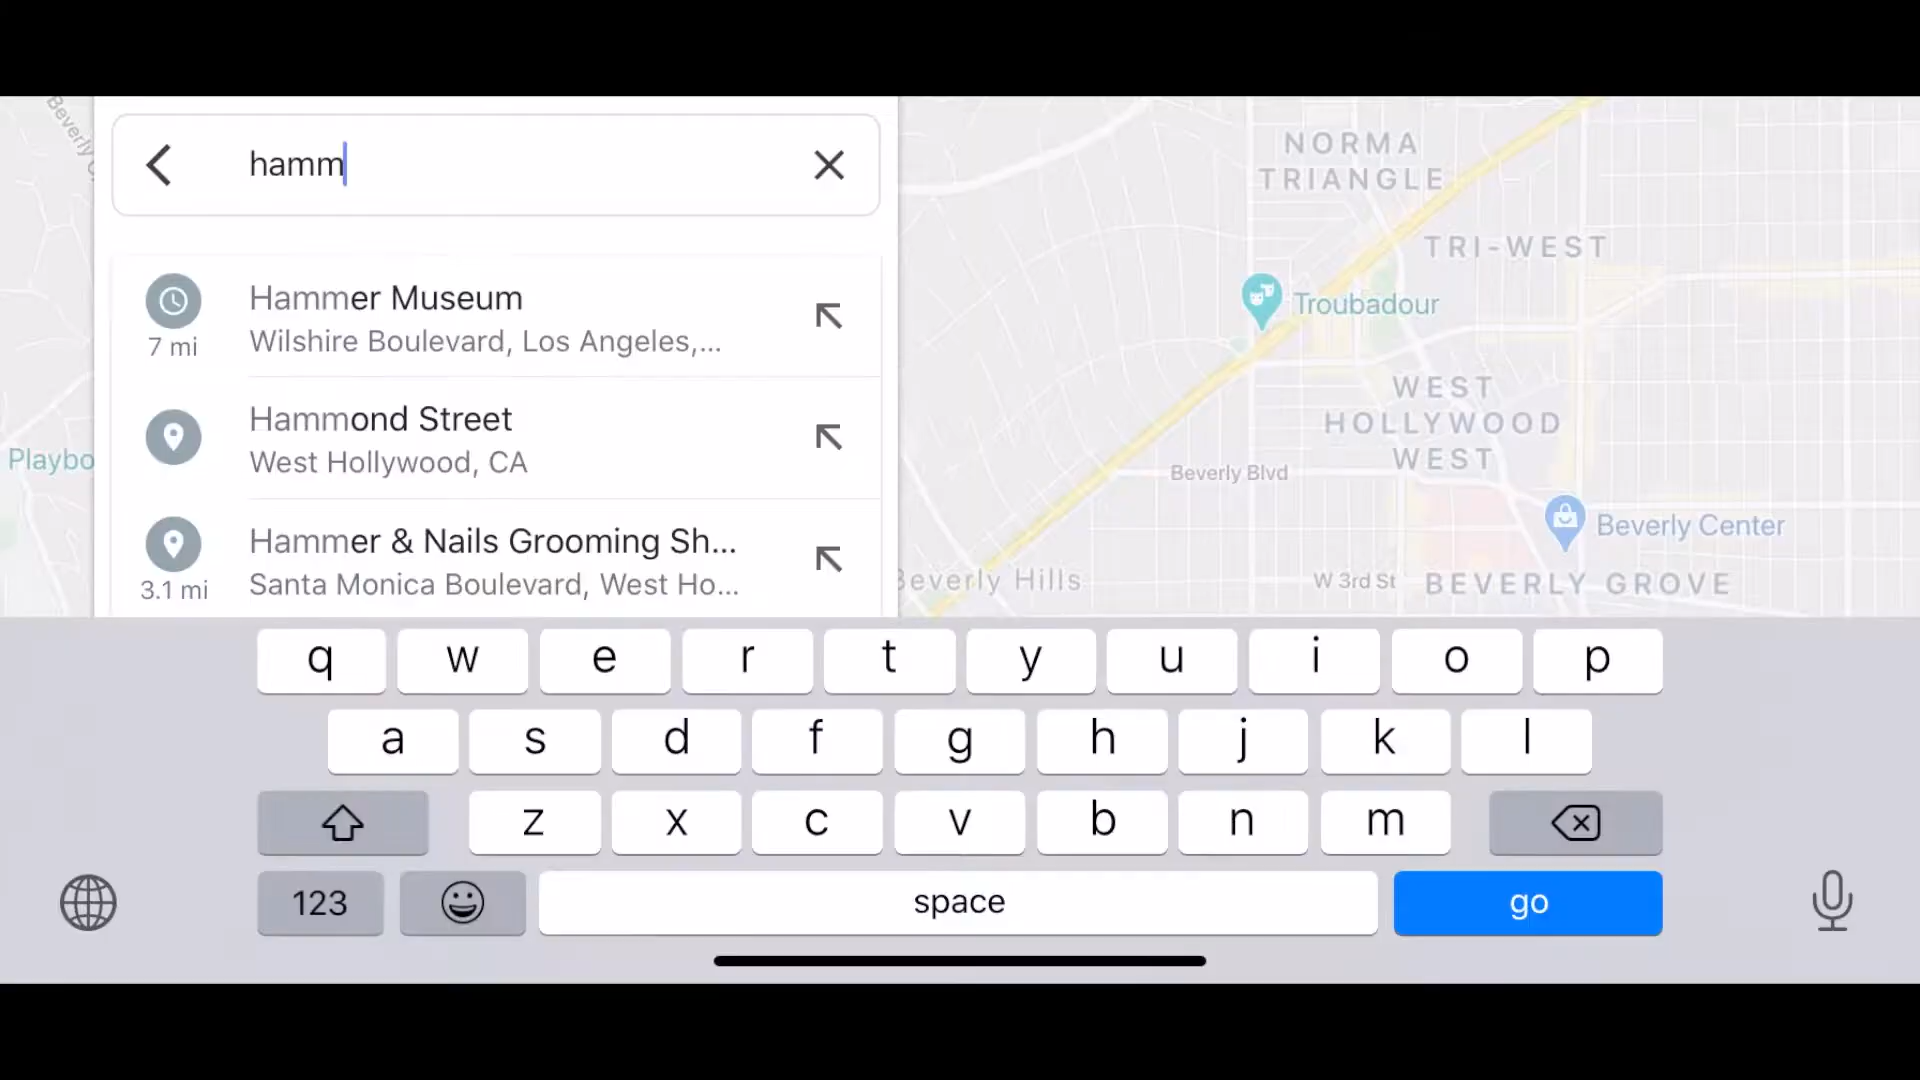 hamm
Hammer Museum
Wilshire Boulevard, Los Angeles,...
7 mi
Hammond Street
West Hollywood, CA
Hammer & Nails Grooming Sh...
Santa Monica Boulevard, West Ho...
3.1 mi
Beverly
Playbo
NORMA
TRIANGLE
TRI-WEST
Troubadour
WEST
HOLLYWOOD
WEST
Beverly Blvd
Beverly Center
Beverly Hills
W 3rd St
BEVERLY GROVE
q w e r t y u i o p
a s d f g h j k l
z x c v b n m
123 space go